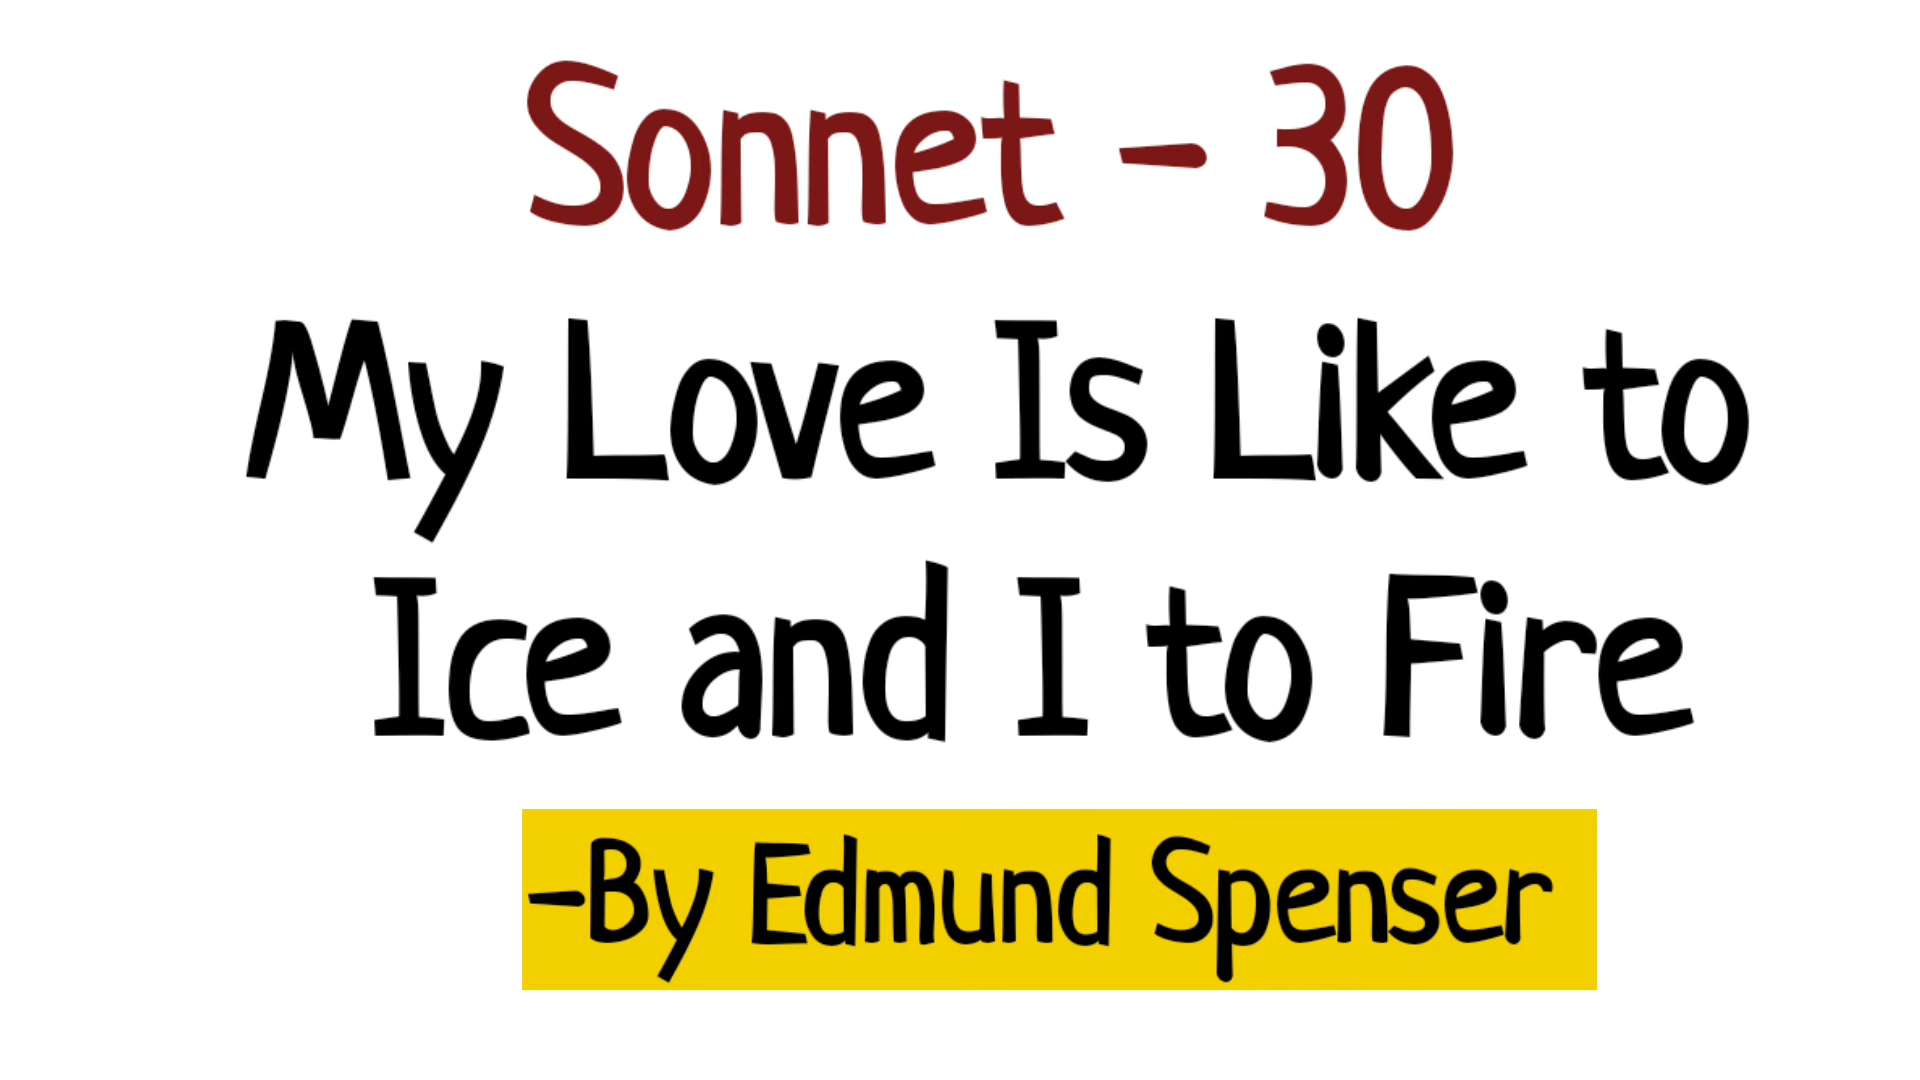 Sonnet - 30
My Love Is Like to
Ice and I to Fire
-By Edmund Spenser